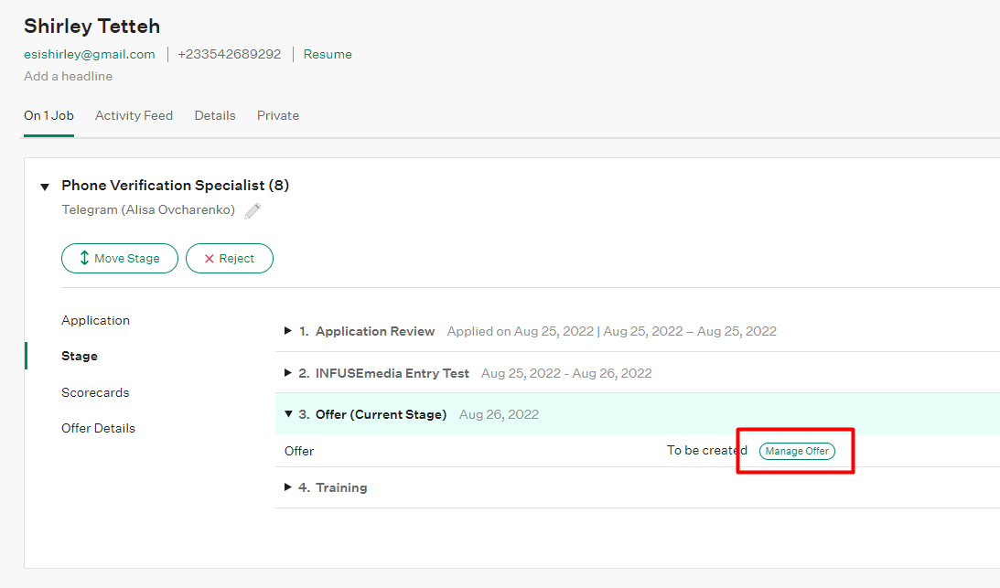 Shirley Tetteh
esishirley@gmail.com | +233542689292 | Resume
Add a headline
On 1 Job Activity Feed Details Private
Phone Verification Specialist (8)
Telegram (Alisa Ovcharenko)
Move Stage Reject
Application
Stage
Scorecards
Offer Details
1. Application Review Applied on Aug 25, 2022 | Aug 25, 2022 – Aug 25, 2022
2. INFUSEmedia Entry Test Aug 25, 2022 - Aug 26, 2022
3. Offer (Current Stage) Aug 26, 2022
Offer To be created Manage Offer
4. Training